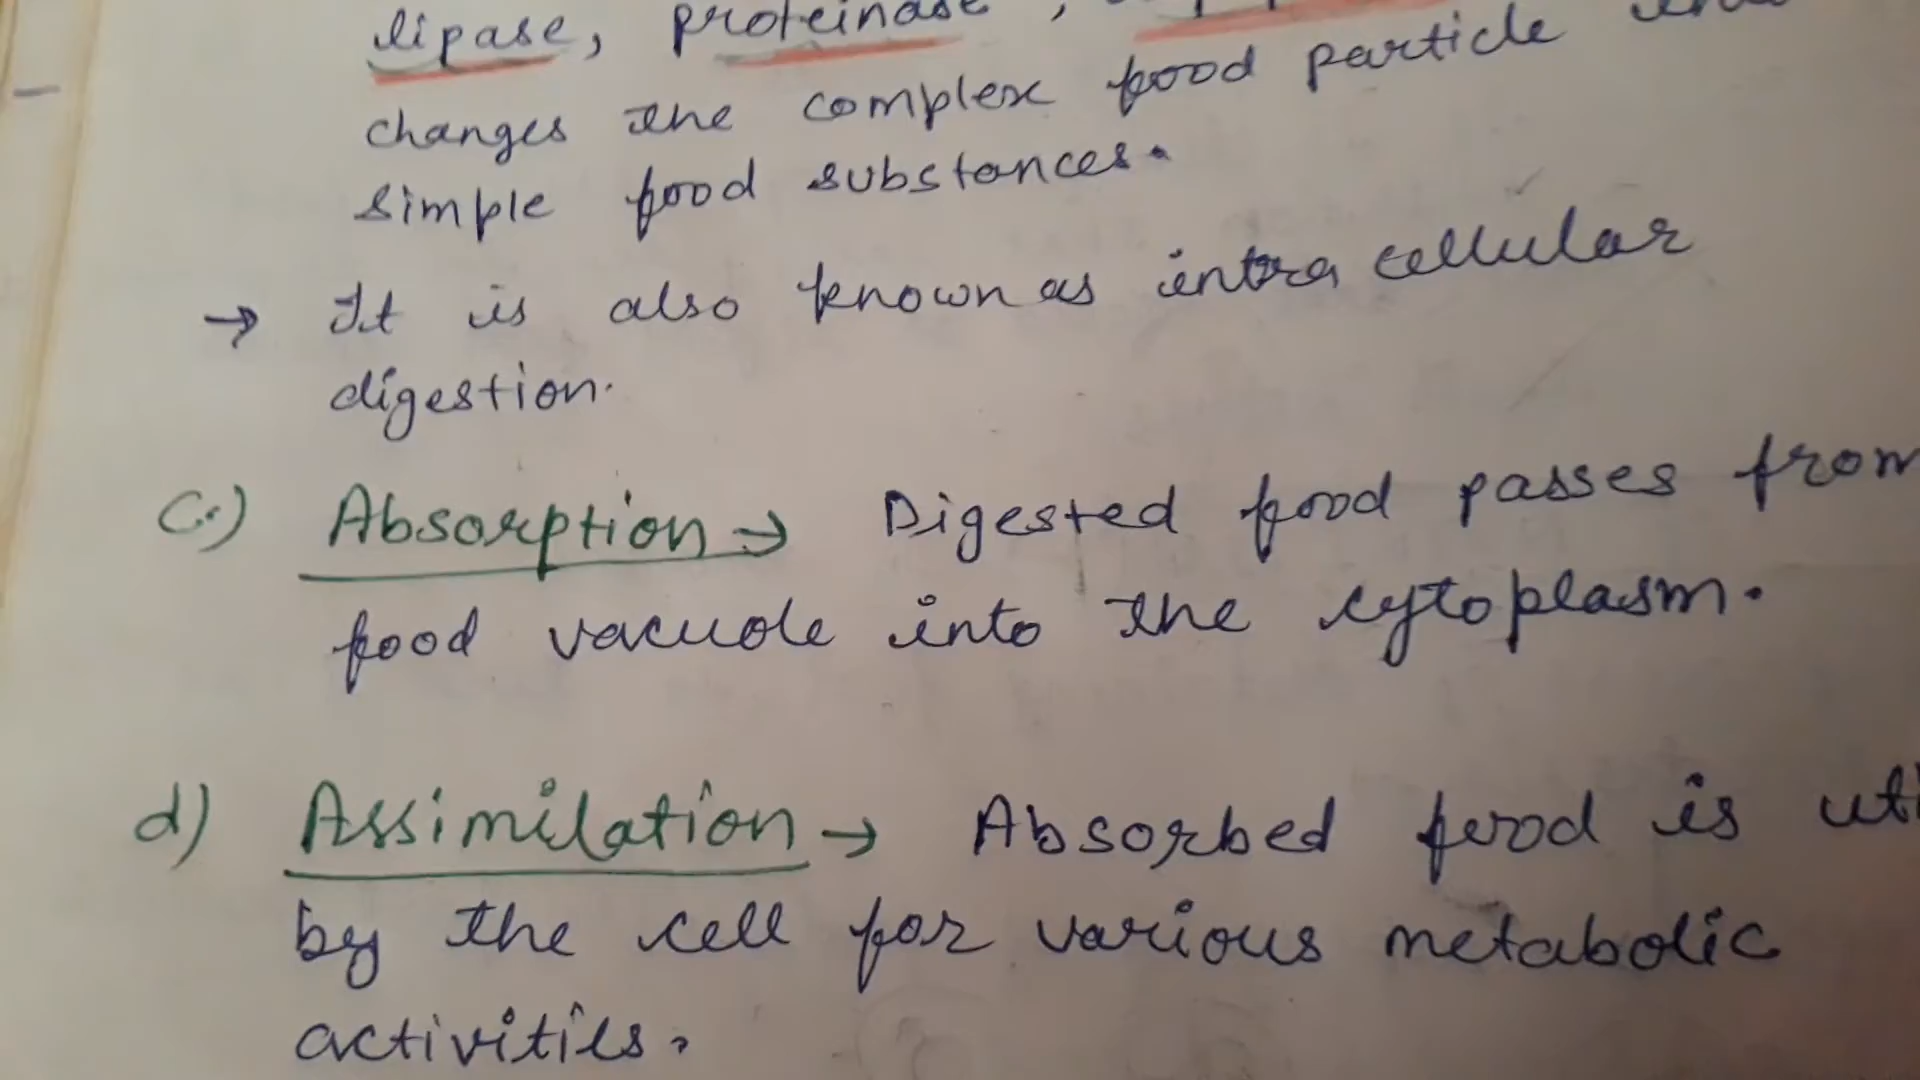 lipase, proteinase,
changes the complex food particle
simple food substances.
→ It is also known as intra cellular
digestion.
c.) Absorption → Digested food passes from
food vacuole into the cytoplasm.
d) Assimilation → Absorbed food is
by the cell for various metabolic
activities.